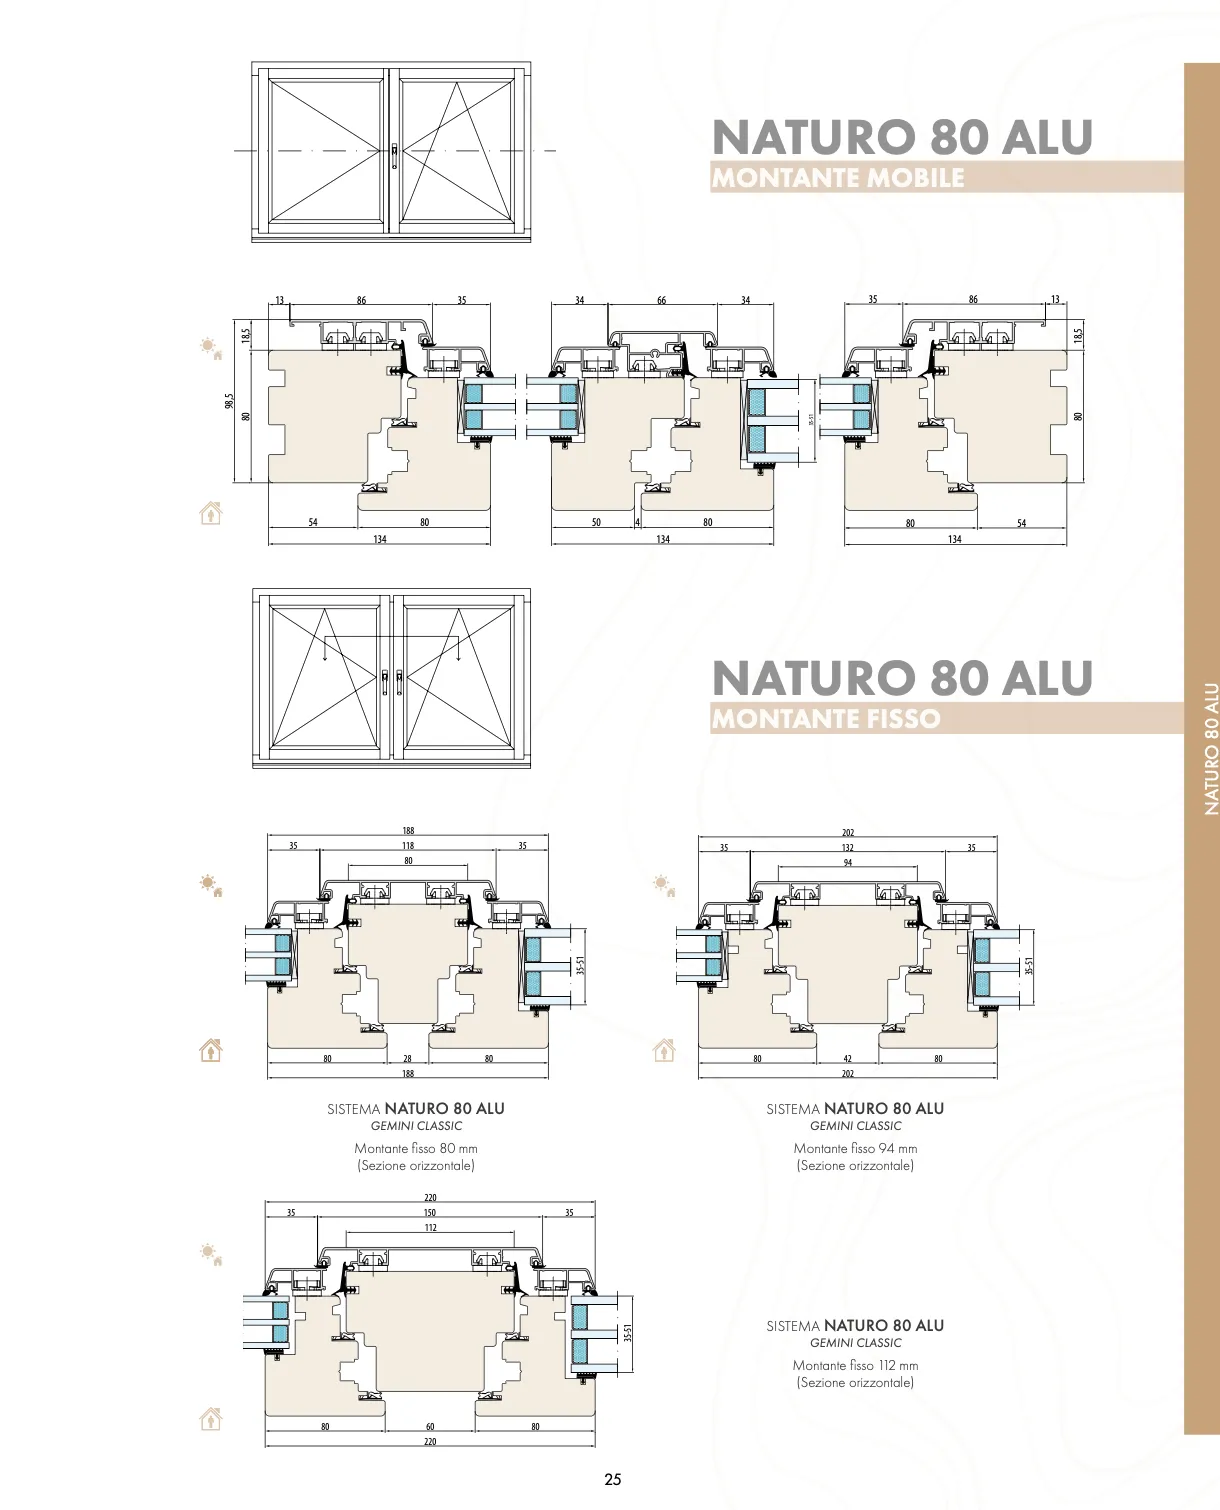 NATURO 80 ALU
MONTANTE MOBILE
13 86 35 34 66 34 35 86 13
18,5 18,5
98,5 80 35-51 80
54 80 50 4 80 80 54
134 134 134
NATURO 80 ALU
MONTANTE FISSO
NATURO 80 ALU
188
35 118 35
80
35-51
80 28 80
188
202
35 132 35
94
35-51
80 42 80
202
SISTEMA NATURO 80 ALU
GEMINI CLASSIC
Montante fisso 80 mm
(Sezione orizzontale)
SISTEMA NATURO 80 ALU
GEMINI CLASSIC
Montante fisso 94 mm
(Sezione orizzontale)
220
35 150 35
112
35-51
80 60 80
220
SISTEMA NATURO 80 ALU
GEMINI CLASSIC
Montante fisso 112 mm
(Sezione orizzontale)
25